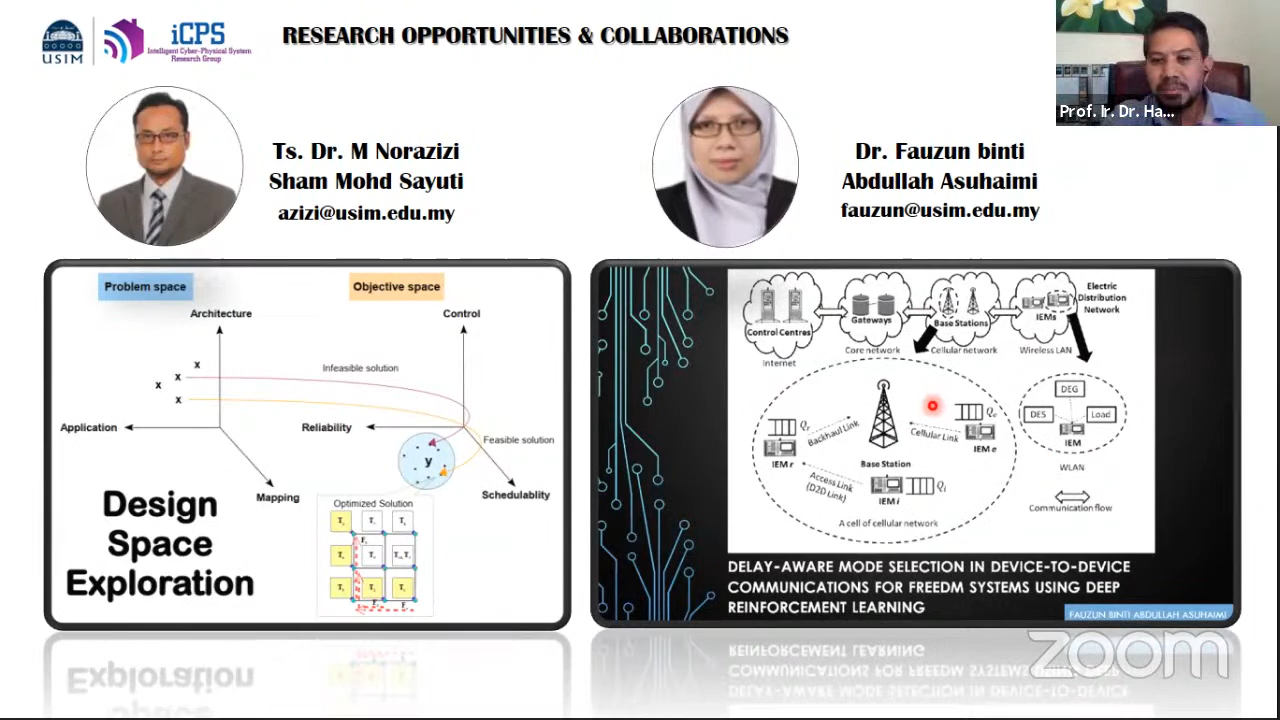 USIM
iCPS
Intelligent Cyber-Physical System
Research Group
RESEARCH OPPORTUNITIES & COLLABORATIONS
Prof. Ir. Dr. Ha...
Ts. Dr. M Norazizi
Sham Mohd Sayuti
azizi@usim.edu.my
Dr. Fauzun binti
Abdullah Asuhaimi
fauzun@usim.edu.my
Problem space
Objective space
Architecture
Control
x
x
x
x
Infeasible solution
Application
Reliability
Feasible solution
y
Mapping
Schedulablity
Design
Space
Exploration
Optimized Solution
Control Centres
Internet
Gateways
Core network
Base Stations
Cellular network
IEMs
Wireless LAN
Electric
Distribution
Network
Backhaul Link
Cellular Link
IEM r
Base Station
IEM e
Access Link
(D2D Link)
IEM i
A cell of cellular network
DEG
DES
Load
IEM
WLAN
Communication flow
DELAY-AWARE MODE SELECTION IN DEVICE-TO-DEVICE
COMMUNICATIONS FOR FREEDM SYSTEMS USING DEEP
REINFORCEMENT LEARNING
FAUZUN BINTI ABDULLAH ASUHAIMI
zoom